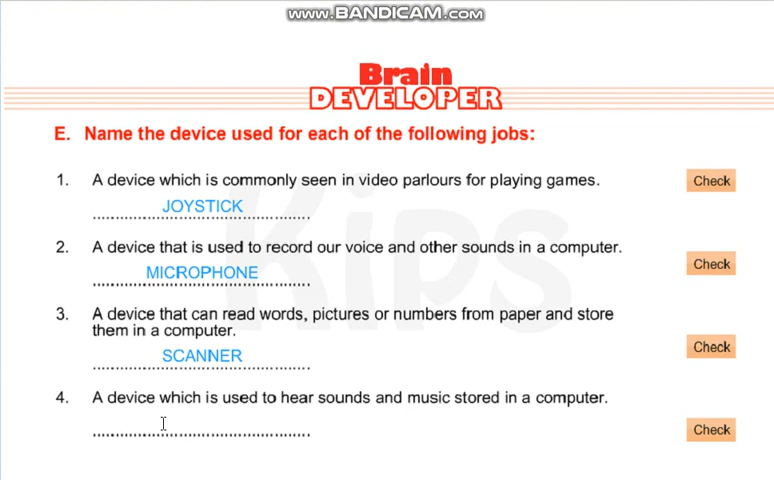 www.BANDICAM.com
Brain
DEVELOPER
E. Name the device used for each of the following jobs:
1. A device which is commonly seen in video parlours for playing games. Check
JOYSTICK
Kips
2. A device that is used to record our voice and other sounds in a computer. Check
MICROPHONE
3. A device that can read words, pictures or numbers from paper and store
them in a computer. Check
SCANNER
4. A device which is used to hear sounds and music stored in a computer.
Check